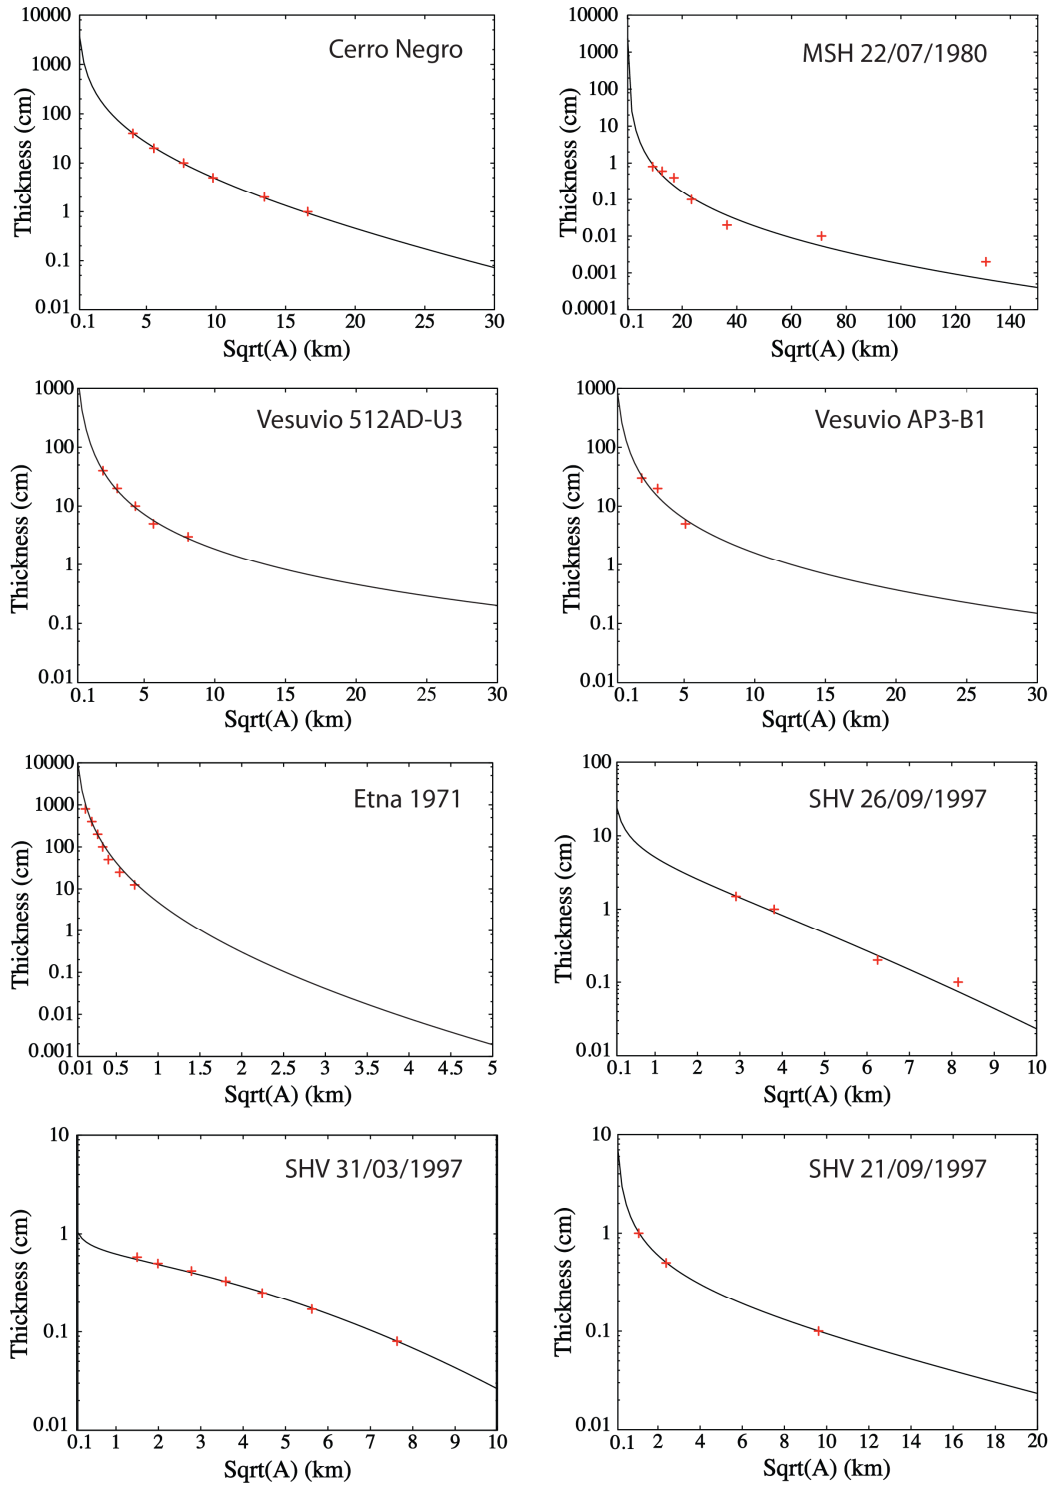 10000
1000
100
10
1
0.1
0.01
Thickness (cm)
Cerro Negro
0.1 5 10 15 20 25 30
Sqrt(A) (km)
10000
1000
100
10
1
0.1
0.01
0.001
0.0001
Thickness (cm)
MSH 22/07/1980
0.1 20 40 60 80 100 120 140
Sqrt(A) (km)
1000
100
10
1
0.1
0.01
Thickness (cm)
Vesuvio 512AD-U3
0.1 5 10 15 20 25 30
Sqrt(A) (km)
1000
100
10
1
0.1
0.01
Thickness (cm)
Vesuvio AP3-B1
0.1 5 10 15 20 25 30
Sqrt(A) (km)
10000
1000
100
10
1
0.1
0.01
0.001
Thickness (cm)
Etna 1971
0.01 0.5 1 1.5 2 2.5 3 3.5 4 4.5 5
Sqrt(A) (km)
100
10
1
0.1
0.01
Thickness (cm)
SHV 26/09/1997
0.1 1 2 3 4 5 6 7 8 9 10
Sqrt(A) (km)
10
1
0.1
0.01
Thickness (cm)
SHV 31/03/1997
0.1 1 2 3 4 5 6 7 8 9 10
Sqrt(A) (km)
10
1
0.1
0.01
Thickness (cm)
SHV 21/09/1997
0.1 2 4 6 8 10 12 14 16 18 20
Sqrt(A) (km)